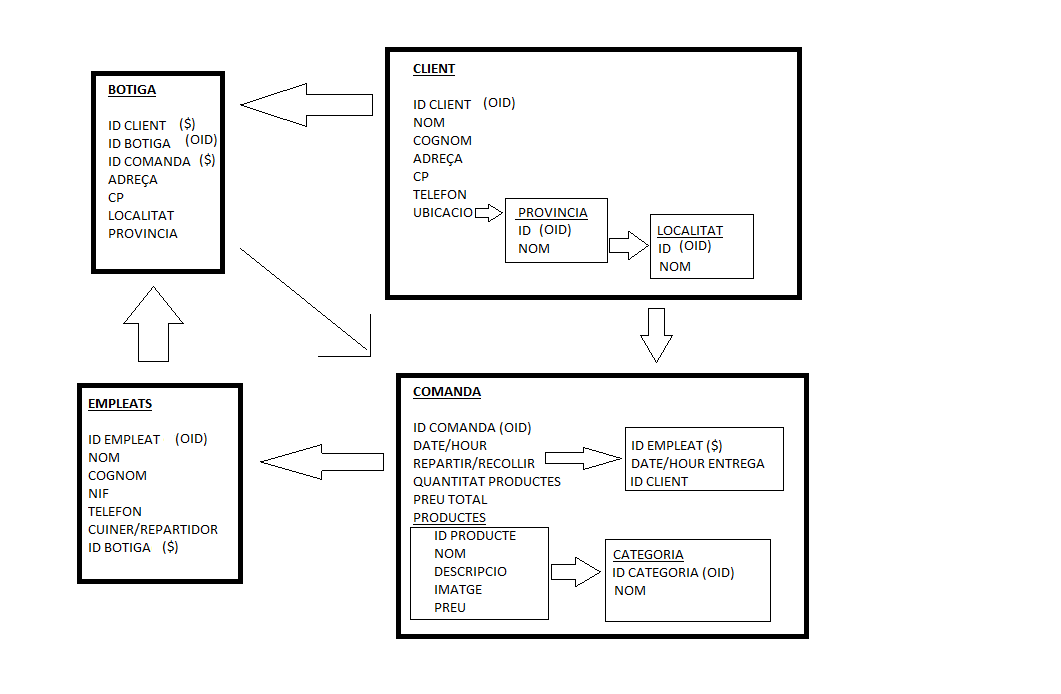 BOTIGA
ID CLIENT ($)
ID BOTIGA (OID)
ID COMANDA ($)
ADREÇA
CP
LOCALITAT
PROVINCIA
CLIENT
ID CLIENT (OID)
NOM
COGNOM
ADREÇA
CP
TELEFON
UBICACIO
PROVINCIA
ID (OID)
NOM
LOCALITAT
ID (OID)
NOM
EMPLEATS
ID EMPLEAT (OID)
NOM
COGNOM
NIF
TELEFON
CUINER/REPARTIDOR
ID BOTIGA ($)
COMANDA
ID COMANDA (OID)
DATE/HOUR
REPARTIR/RECOLLIR
QUANTITAT PRODUCTES
PREU TOTAL
PRODUCTES
ID PRODUCTE
NOM
DESCRIPCIO
IMATGE
PREU
ID EMPLEAT ($)
DATE/HOUR ENTREGA
ID CLIENT
CATEGORIA
ID CATEGORIA (OID)
NOM